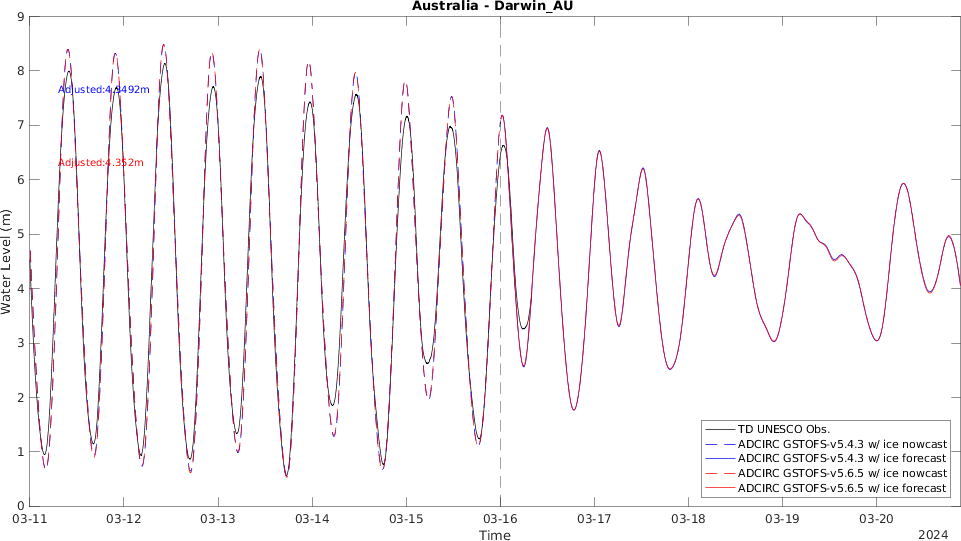 Australia - Darwin_AU
9
8
Adjusted:4.3492m
7
Adjusted:4.352m
6
5
Water Level (m)
4
3
2
1
0
TD UNESCO Obs.
ADCIRC GSTOFS-v5.4.3 w/ ice nowcast
ADCIRC GSTOFS-v5.4.3 w/ ice forecast
ADCIRC GSTOFS-v5.6.5 w/ ice nowcast
ADCIRC GSTOFS-v5.6.5 w/ ice forecast
03-11 03-12 03-13 03-14 03-15 03-16 03-17 03-18 03-19 03-20
Time
2024